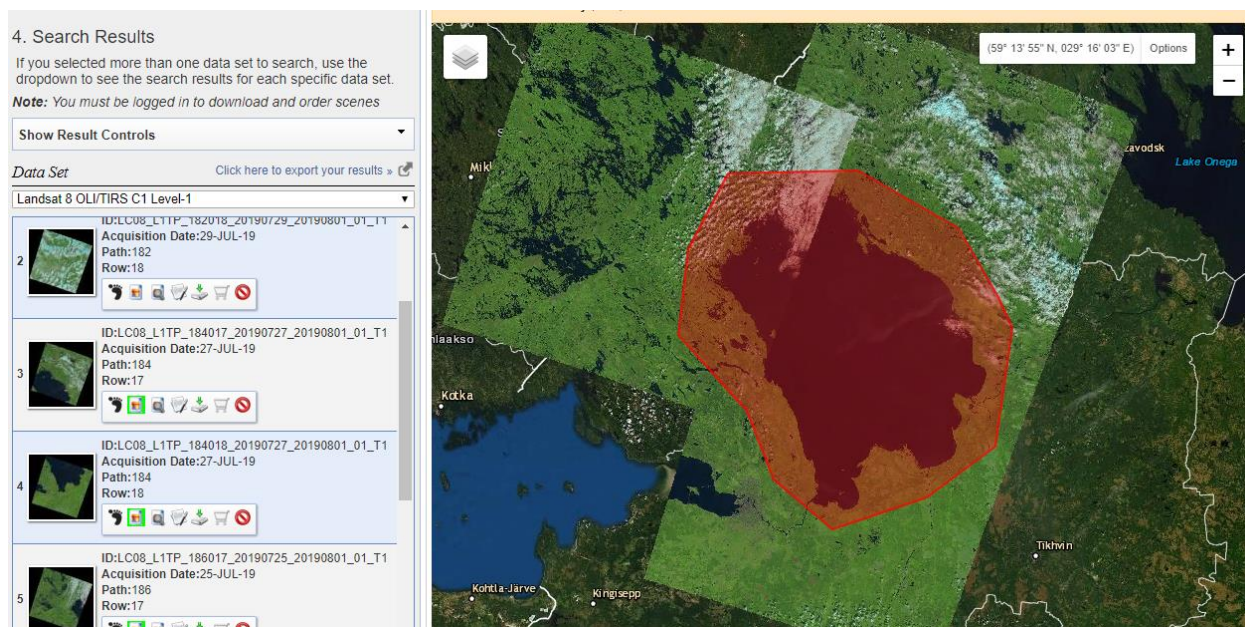 4. Search Results
If you selected more than one data set to search, use the
dropdown to see the search results for each specific data set.
Note: You must be logged in to download and order scenes
Show Result Controls
Data Set
Click here to export your results »
Landsat 8 OLI/TIRS C1 Level-1
2
ID:LC08_L1TP_182018_20190729_20190801_01_T1
Acquisition Date:29-JUL-19
Path:182
Row:18
3
ID:LC08_L1TP_184017_20190727_20190801_01_T1
Acquisition Date:27-JUL-19
Path:184
Row:17
4
ID:LC08_L1TP_184018_20190727_20190801_01_T1
Acquisition Date:27-JUL-19
Path:184
Row:18
5
ID:LC08_L1TP_186017_20190725_20190801_01_T1
Acquisition Date:25-JUL-19
Path:186
Row:17
(59° 13' 55" N, 029° 16' 03" E)
Options
+
−
Mikl
zavodsk
Lake Onega
nlaakso
Kotka
Tikhvin
Kohtla-Järve
Kingisepp